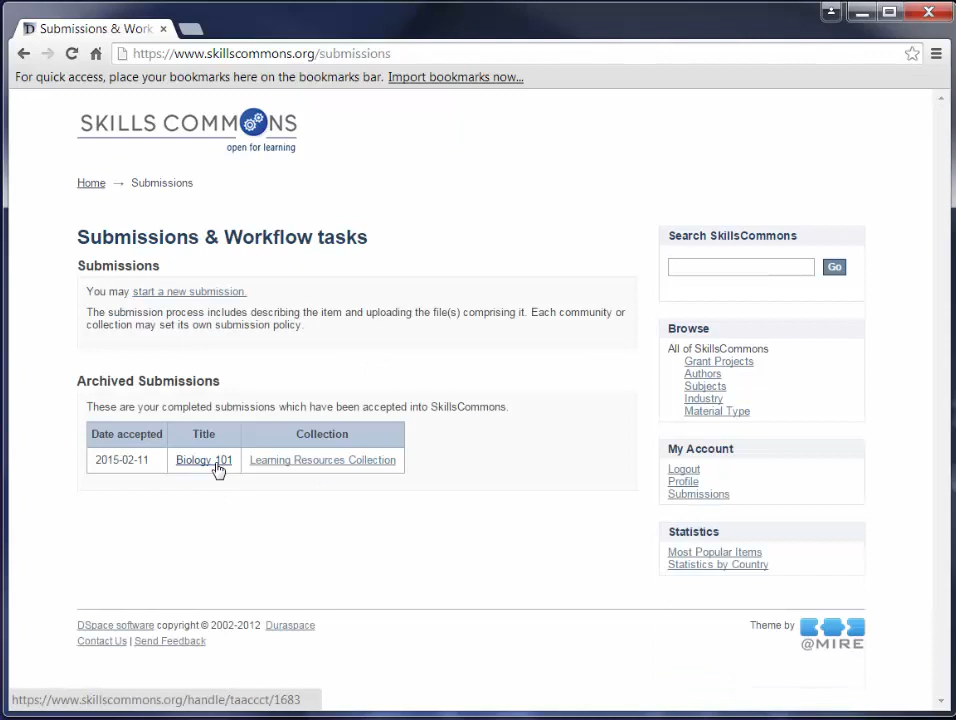 Submissions & Work
https://www.skillscommons.org/submissions
For quick access, place your bookmarks here on the bookmarks bar. Import bookmarks now...
SKILLS COMMONS
open for learning
Home → Submissions
Submissions & Workflow tasks
Submissions
You may start a new submission.
The submission process includes describing the item and uploading the file(s) comprising it. Each community or
collection may set its own submission policy.
Archived Submissions
These are your completed submissions which have been accepted into SkillsCommons.
Date accepted Title Collection
2015-02-11 Biology 101 Learning Resources Collection
Search SkillsCommons
Go
Browse
All of SkillsCommons
Grant Projects
Authors
Subjects
Industry
Material Type
My Account
Logout
Profile
Submissions
Statistics
Most Popular Items
Statistics by Country
DSpace software copyright © 2002-2012 Duraspace
Contact Us | Send Feedback
Theme by
@MIRE
https://www.skillscommons.org/handle/taaccct/1683